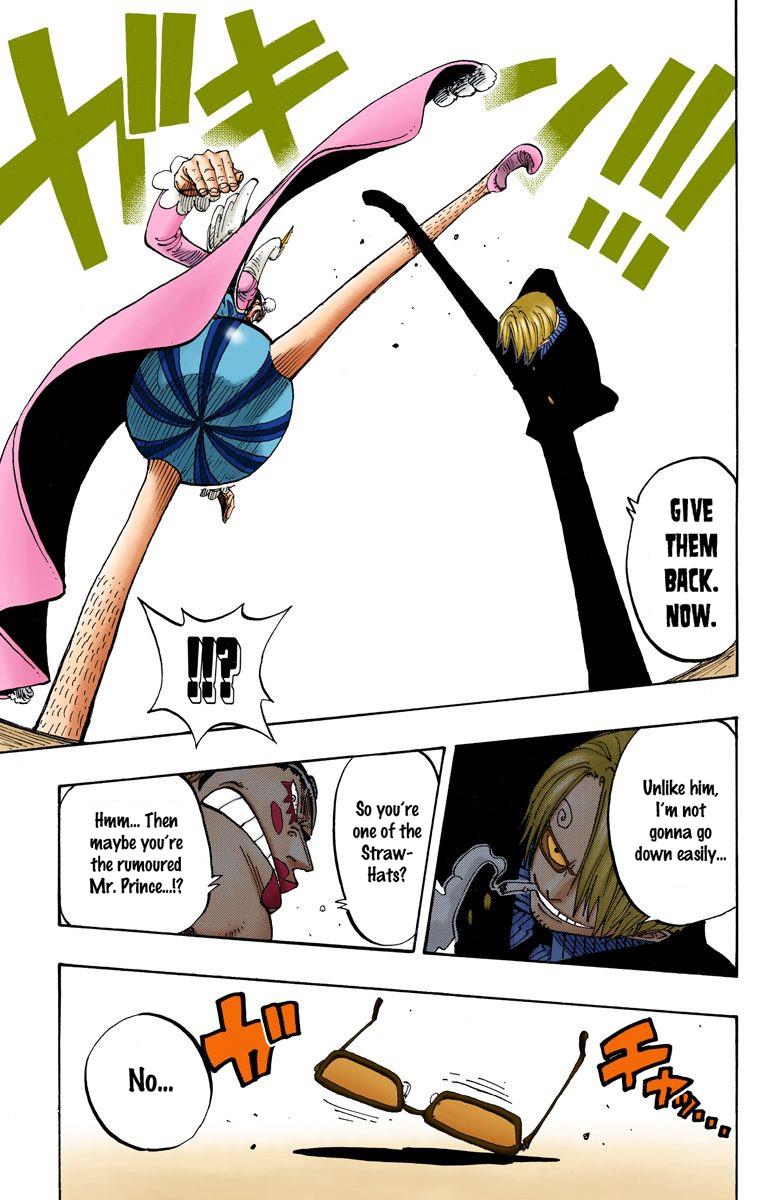 ガキン!!!
GIVE
THEM
BACK.
NOW.
!!?
Unlike him,
I'm not
gonna go
down easily...
So you're
one of the
Straw-
Hats?
Hmm... Then
maybe you're
the rumoured
Mr. Prince...!?
ガ
チャッ...
No...